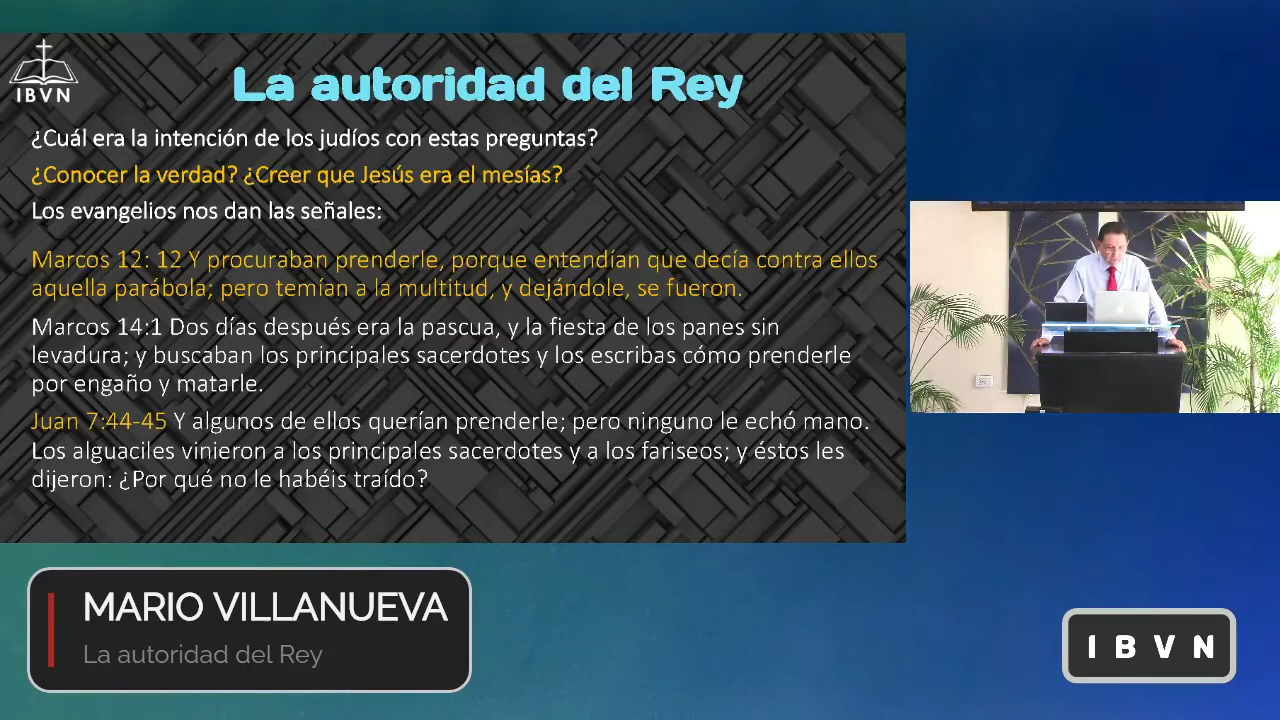 IBVN
La autoridad del Rey
¿Cuál era la intención de los judíos con estas preguntas?
¿Conocer la verdad? ¿Creer que Jesús era el mesías?
Los evangelios nos dan las señales:
Marcos 12: 12 Y procuraban prenderle, porque entendían que decía contra ellos
aquella parábola; pero temían a la multitud, y dejándole, se fueron.
Marcos 14:1 Dos días después era la pascua, y la fiesta de los panes sin
levadura; y buscaban los principales sacerdotes y los escribas cómo prenderle
por engaño y matarle.
Juan 7:44-45 Y algunos de ellos querían prenderle; pero ninguno le echó mano.
Los alguaciles vinieron a los principales sacerdotes y a los fariseos; y éstos les
dijeron: ¿Por qué no le habéis traído?
MARIO VILLANUEVA
La autoridad del Rey
I B V N